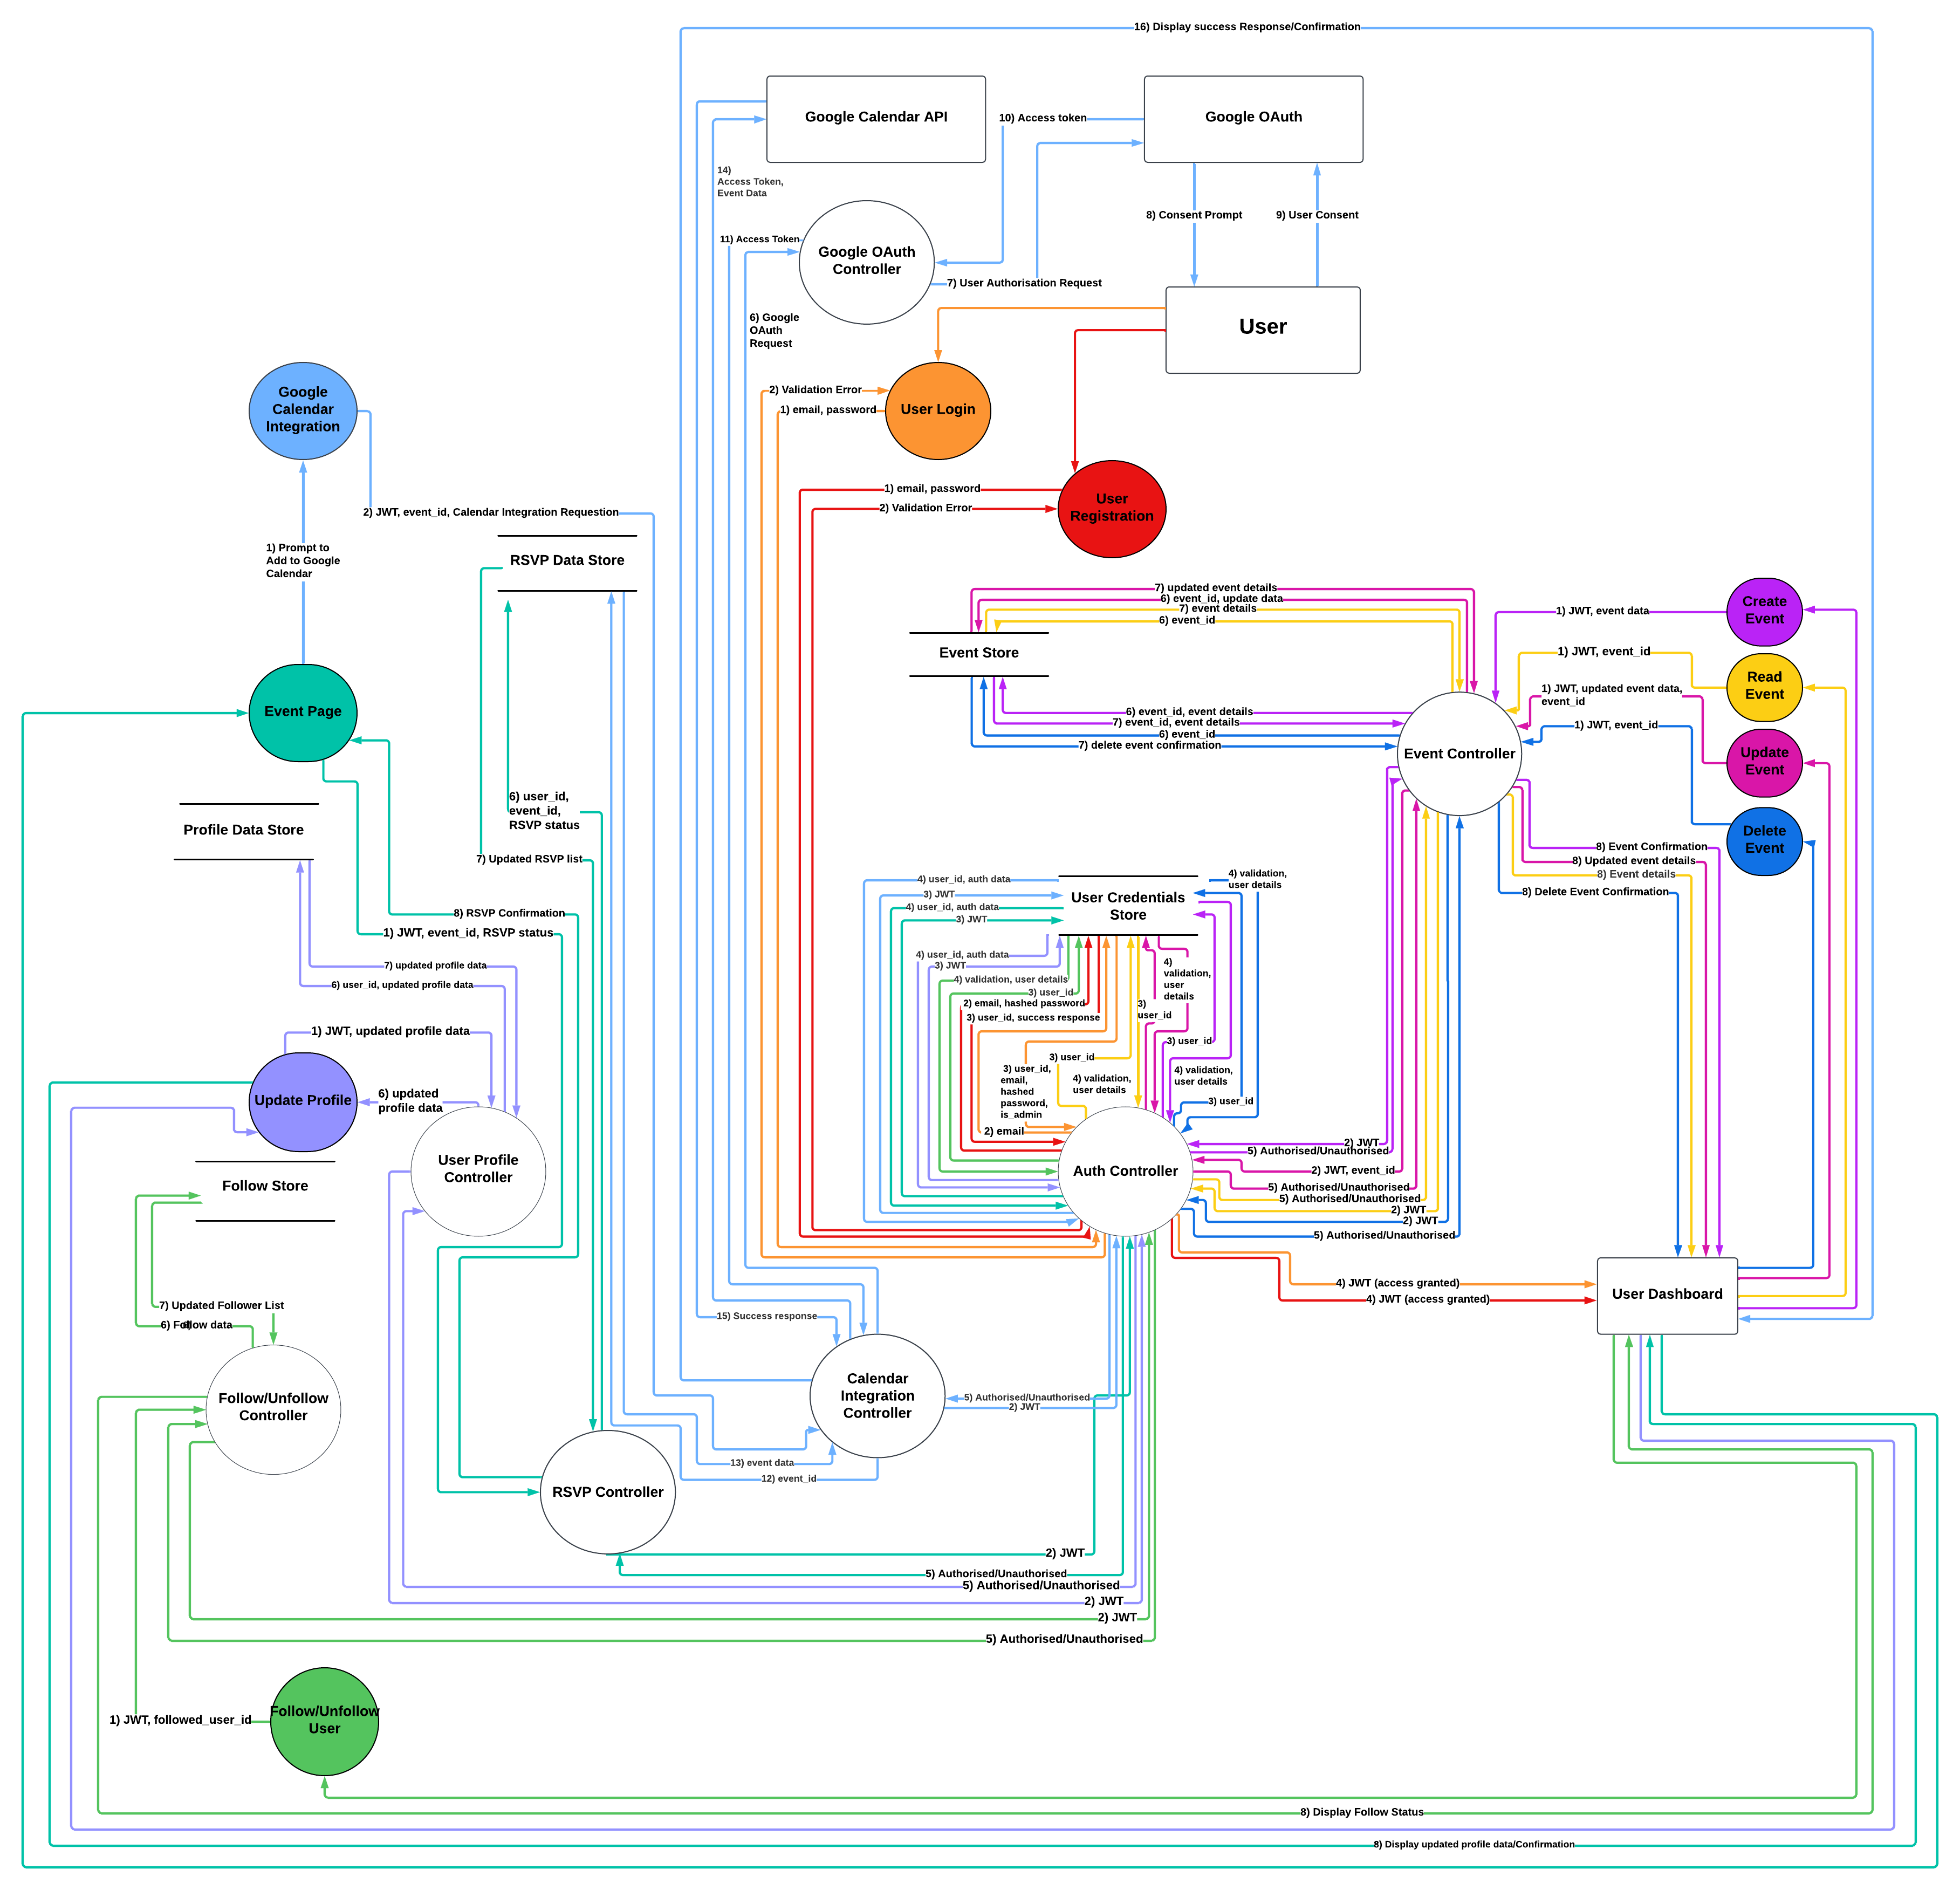 16) Display success Response/Confirmation
Google Calendar API
10) Access token
Google OAuth
14)
Access Token,
Event Data
8) Consent Prompt
9) User Consent
11) Access Token
Google OAuth
Controller
7) User Authorisation Request
6) Google
OAuth
Request
User
Google
Calendar
Integration
2) Validation Error
1) email, password
User Login
2) JWT, event_id, Calendar Integration Requestion
1) email, password
2) Validation Error
User
Registration
1) Prompt to
Add to Google
Calendar
RSVP Data Store
7) updated event details
6) event_id, update data
7) event details
6) event_id
Event Store
1) JWT, event data
Create
Event
1) JWT, event_id
Read
Event
1) JWT, updated event data,
event_id
1) JWT, event_id
Update
Event
Delete
Event
Event Page
6) event_id, event details
7) event_id, event details
6) event_id
7) delete event confirmation
Event Controller
Profile Data Store
6) user_id,
event_id,
RSVP status
7) Updated RSVP list
8) Event Confirmation
8) Updated event details
8) Event details
8) Delete Event Confirmation
4) user_id, auth data
3) JWT
4) user_id, auth data
3) JWT
User Credentials
Store
4) validation,
user details
8) RSVP Confirmation
1) JWT, event_id, RSVP status
7) updated profile data
6) user_id, updated profile data
4) user_id, auth data
3) JWT
4) validation, user details
3) user_id
2) email, hashed password
3) user_id, success response
4)
validation,
user
details
3)
user_id
3) user_id
1) JWT, updated profile data
3) user_id
3) user_id,
email,
hashed
password,
is_admin
4) validation,
user details
4) validation,
user details
3) user_id
2) email
Update Profile
6) updated
profile data
User Profile
Controller
Auth Controller
2) JWT
5) Authorised/Unauthorised
2) JWT, event_id
5) Authorised/Unauthorised
5) Authorised/Unauthorised
2) JWT
2) JWT
5) Authorised/Unauthorised
Follow Store
7) Updated Follower List
6) Follow data
4) JWT (access granted)
4) JWT (access granted)
User Dashboard
15) Success response
Follow/Unfollow
Controller
Calendar
Integration
Controller
5) Authorised/Unauthorised
2) JWT
13) event data
12) event_id
RSVP Controller
2) JWT
5) Authorised/Unauthorised
5) Authorised/Unauthorised
2) JWT
2) JWT
5) Authorised/Unauthorised
Follow/Unfollow
User
1) JWT, followed_user_id
8) Display Follow Status
8) Display updated profile data/Confirmation